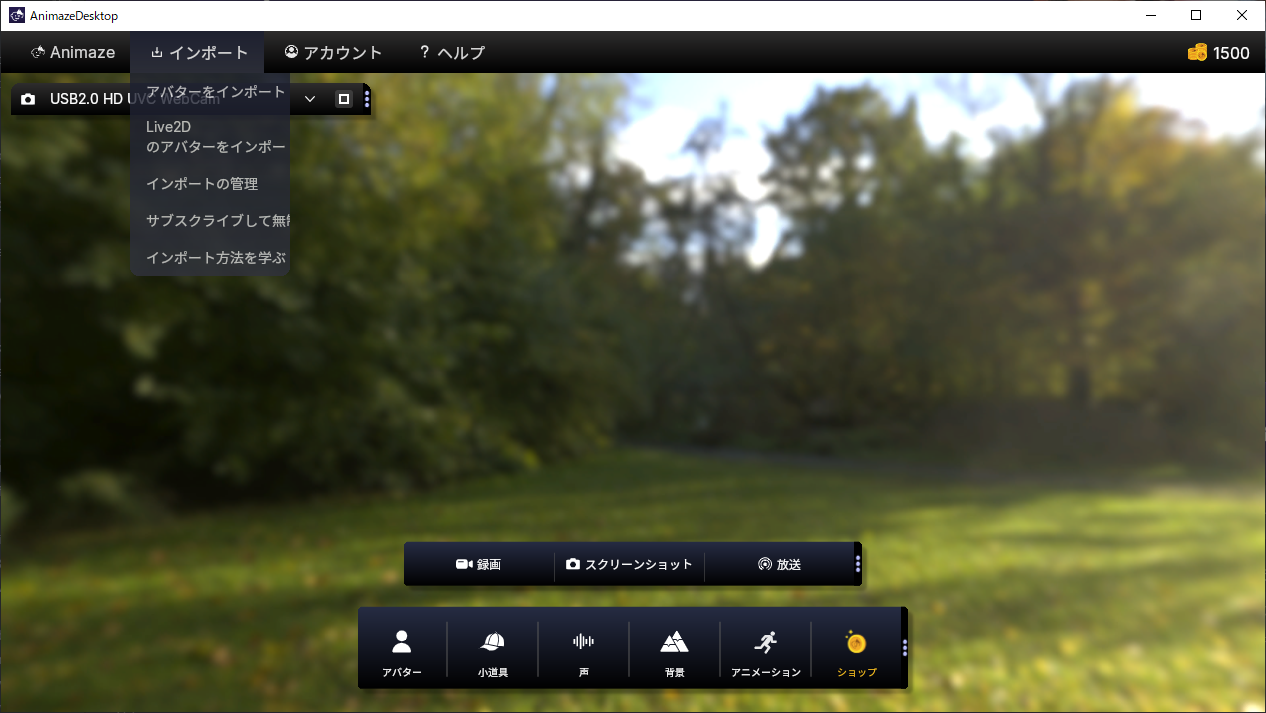 AnimazeDesktop
Animaze インポート アカウント ? ヘルプ 1500
USB2.0 HD UVC WebCam
アバターをインポート
Live2D
のアバターをインポー
インポートの管理
サブスクライブして無
インポート方法を学ぶ
録画 スクリーンショット 放送
アバター 小道具 声 背景 アニメーション ショップ